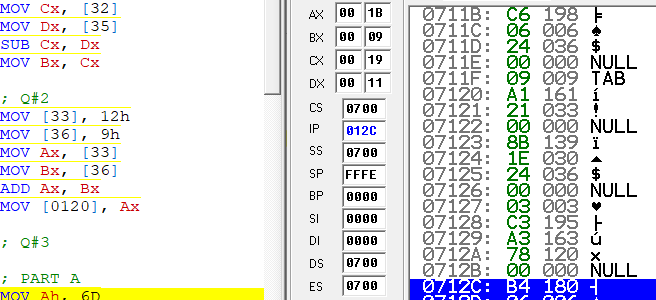 MOV Cx, [32]
MOV Dx, [35]
SUB Cx, Dx
MOV Bx, Cx
; Q#2
MOV [33], 12h
MOV [36], 9h
MOV Ax, [33]
MOV Bx, [36]
ADD Ax, Bx
MOV [0120], Ax
; Q#3
; PART A
MOV Ah, 6D
AX 00 1B
BX 00 09
CX 00 19
DX 00 11
CS 0700
IP 012C
SS 0700
SP FFFE
BP 0000
SI 0000
DI 0000
DS 0700
ES 0700
0711B: C6 198 ╞
0711C: 06 006 ♠
0711D: 24 036 $
0711E: 00 000 NULL
0711F: 09 009 TAB
07120: A1 161 í
07121: 21 033 !
07122: 00 000 NULL
07123: 8B 139 ï
07124: 1E 030 ▲
07125: 24 036 $
07126: 00 000 NULL
07127: 03 003 ♥
07128: C3 195 ├
07129: A3 163 ú
0712A: 78 120 x
0712B: 00 000 NULL
0712C: B4 180 ┤